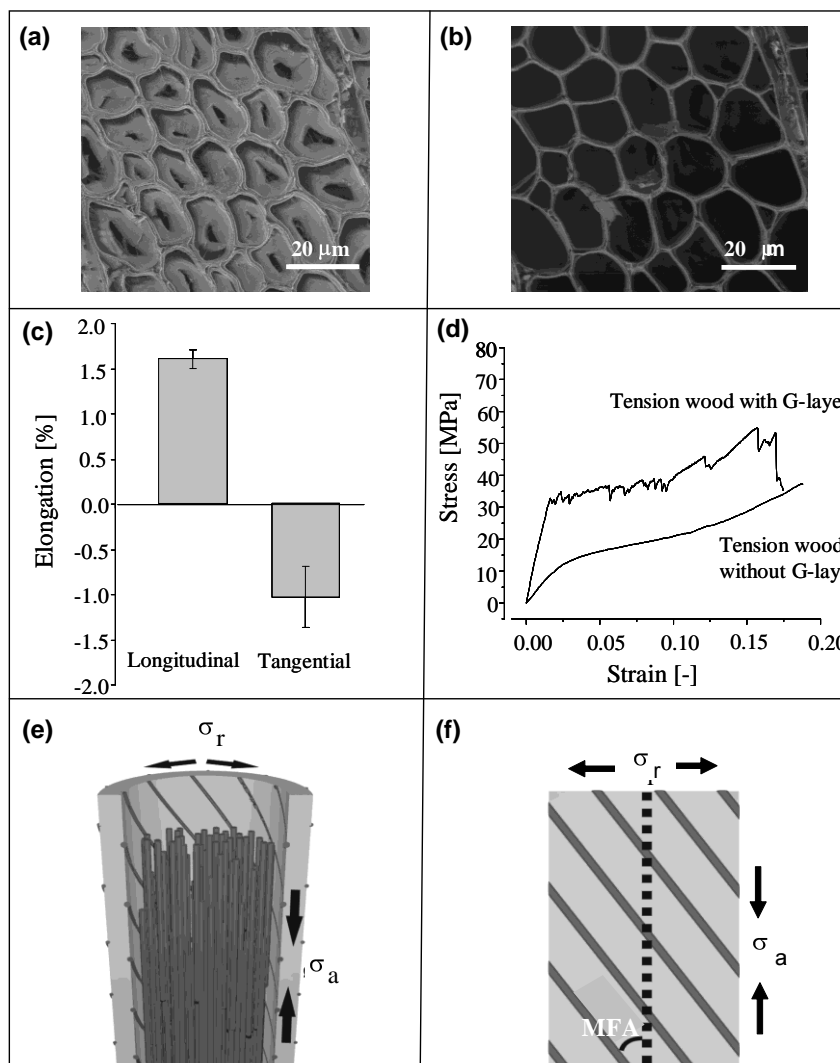 (a)
20 μm
(b)
20 μm
(c)
2.0
1.5
1.0
0.5
0.0
-0.5
-1.0
-1.5
-2.0
Elongation [%]
Longitudinal
Tangential
(d)
80
70
60
50
40
30
20
10
0
Stress [MPa]
Tension wood with G-laye
Tension wood
without G-lay
0.00 0.05 0.10 0.15 0.20
Strain [-]
(e)
σr
σa
(f)
σr
σa
MFA